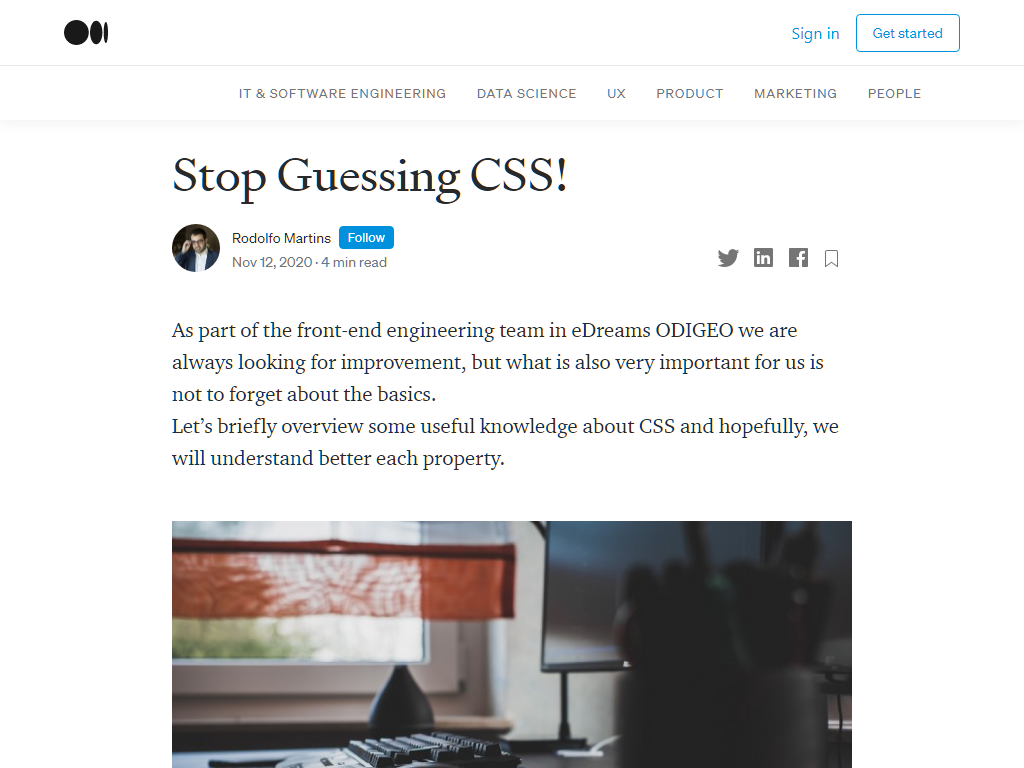 Sign in
Get started
IT & SOFTWARE ENGINEERING
DATA SCIENCE
UX
PRODUCT
MARKETING
PEOPLE
Stop Guessing CSS!
Rodolfo Martins
Follow
Nov 12, 2020 · 4 min read
As part of the front-end engineering team in eDreams ODIGEO we are
always looking for improvement, but what is also very important for us is
not to forget about the basics.
Let’s briefly overview some useful knowledge about CSS and hopefully, we
will understand better each property.